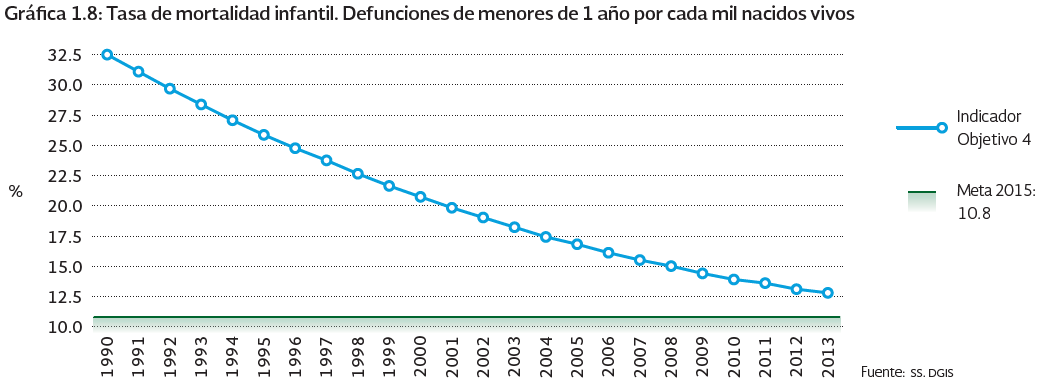 Gráfica 1.8: Tasa de mortalidad infantil. Defunciones de menores de 1 año por cada mil nacidos vivos
32.5
30.0
27.5
25.0
22.5
20.0
17.5
15.0
12.5
10.0
%
1990 1991 1992 1993 1994 1995 1996 1997 1998 1999 2000 2001 2002 2003 2004 2005 2006 2007 2008 2009 2010 2011 2012 2013
Indicador
Objetivo 4
Meta 2015:
10.8
Fuente: SS, DGIS